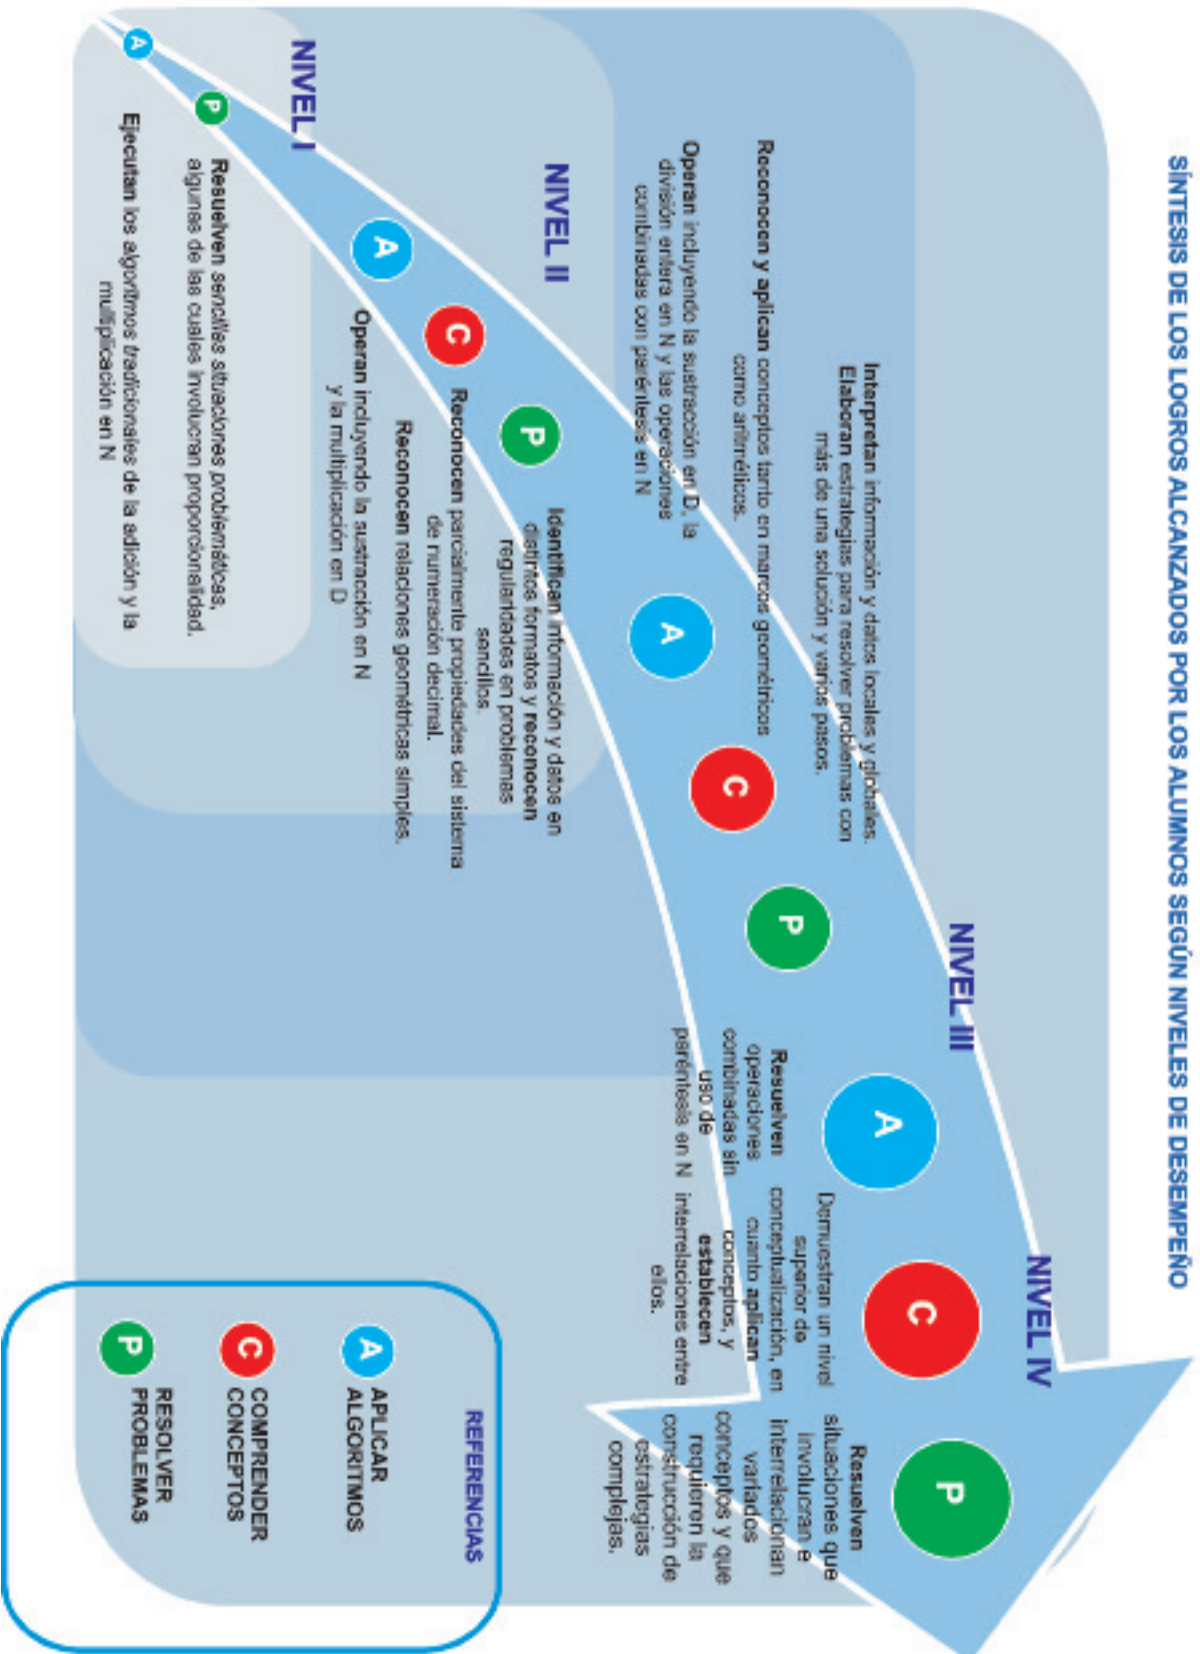 SÍNTESIS DE LOS LOGROS ALCANZADOS POR LOS ALUMNOS SEGÚN NIVELES DE DESEMPEÑO
NIVEL I
A
P
Resuelven sencillas situaciones problemáticas,
algunas de las cuales involucran proporcionalidad.
Ejecutan los algoritmos tradicionales de la adición y la
multiplicación en N
NIVEL II
A
C
P
Identifican información y datos en
distintos formatos y reconocen
regularidades en problemas
sencillos.
Reconocen parcialmente propiedades del sistema
de numeración decimal.
Reconocen relaciones geométricas simples.
Operan incluyendo la sustracción en N
y la multiplicación en D
NIVEL III
Interpretan información y datos locales y globales.
Elaboran estrategias para resolver problemas con
más de una solución y varios pasos.
Reconocen y aplican conceptos tanto en marcos geométricos
como aritméticos.
Operan incluyendo la sustracción en D, la
división entera en N y las operaciones
combinadas con paréntesis en N
A
C
P
NIVEL IV
A
C
P
Resuelven
operaciones
combinadas sin
uso de
paréntesis en N
Demuestran un nivel
superior de
conceptualización, en
cuanto aplican
conceptos, y
establecen
interrelaciones entre
ellos.
Resuelven
situaciones que
involucran e
interrelacionan
variados
conceptos y que
requieren la
construcción de
estrategias
complejas.
REFERENCIAS
A
APLICAR
ALGORITMOS
C
COMPRENDER
CONCEPTOS
P
RESOLVER
PROBLEMAS